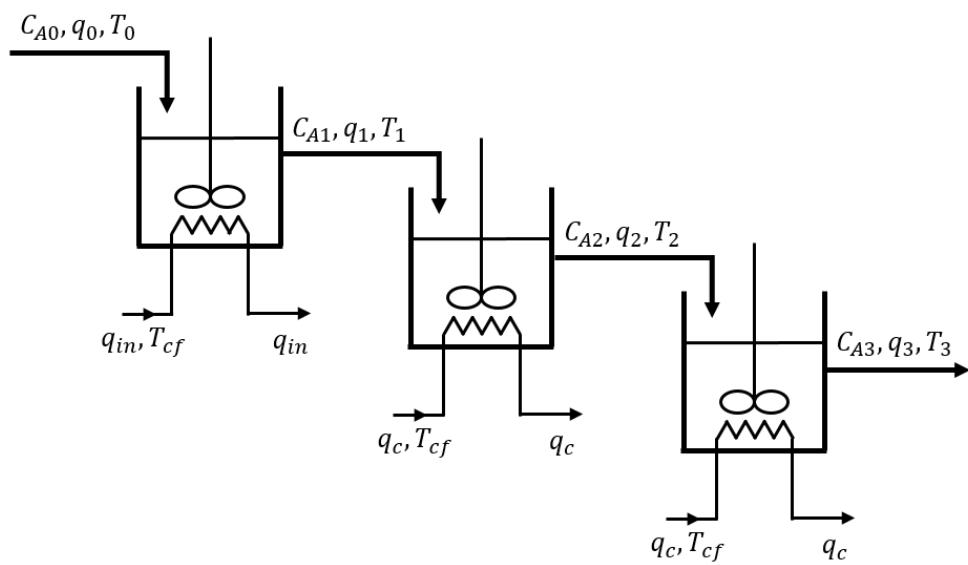 C_{A0}, q_0, T_0
C_{A1}, q_1, T_1
C_{A2}, q_2, T_2
q_{in}, T_{cf}
q_{in}
C_{A3}, q_3, T_3
q_c, T_{cf}
q_c
q_c, T_{cf}
q_c